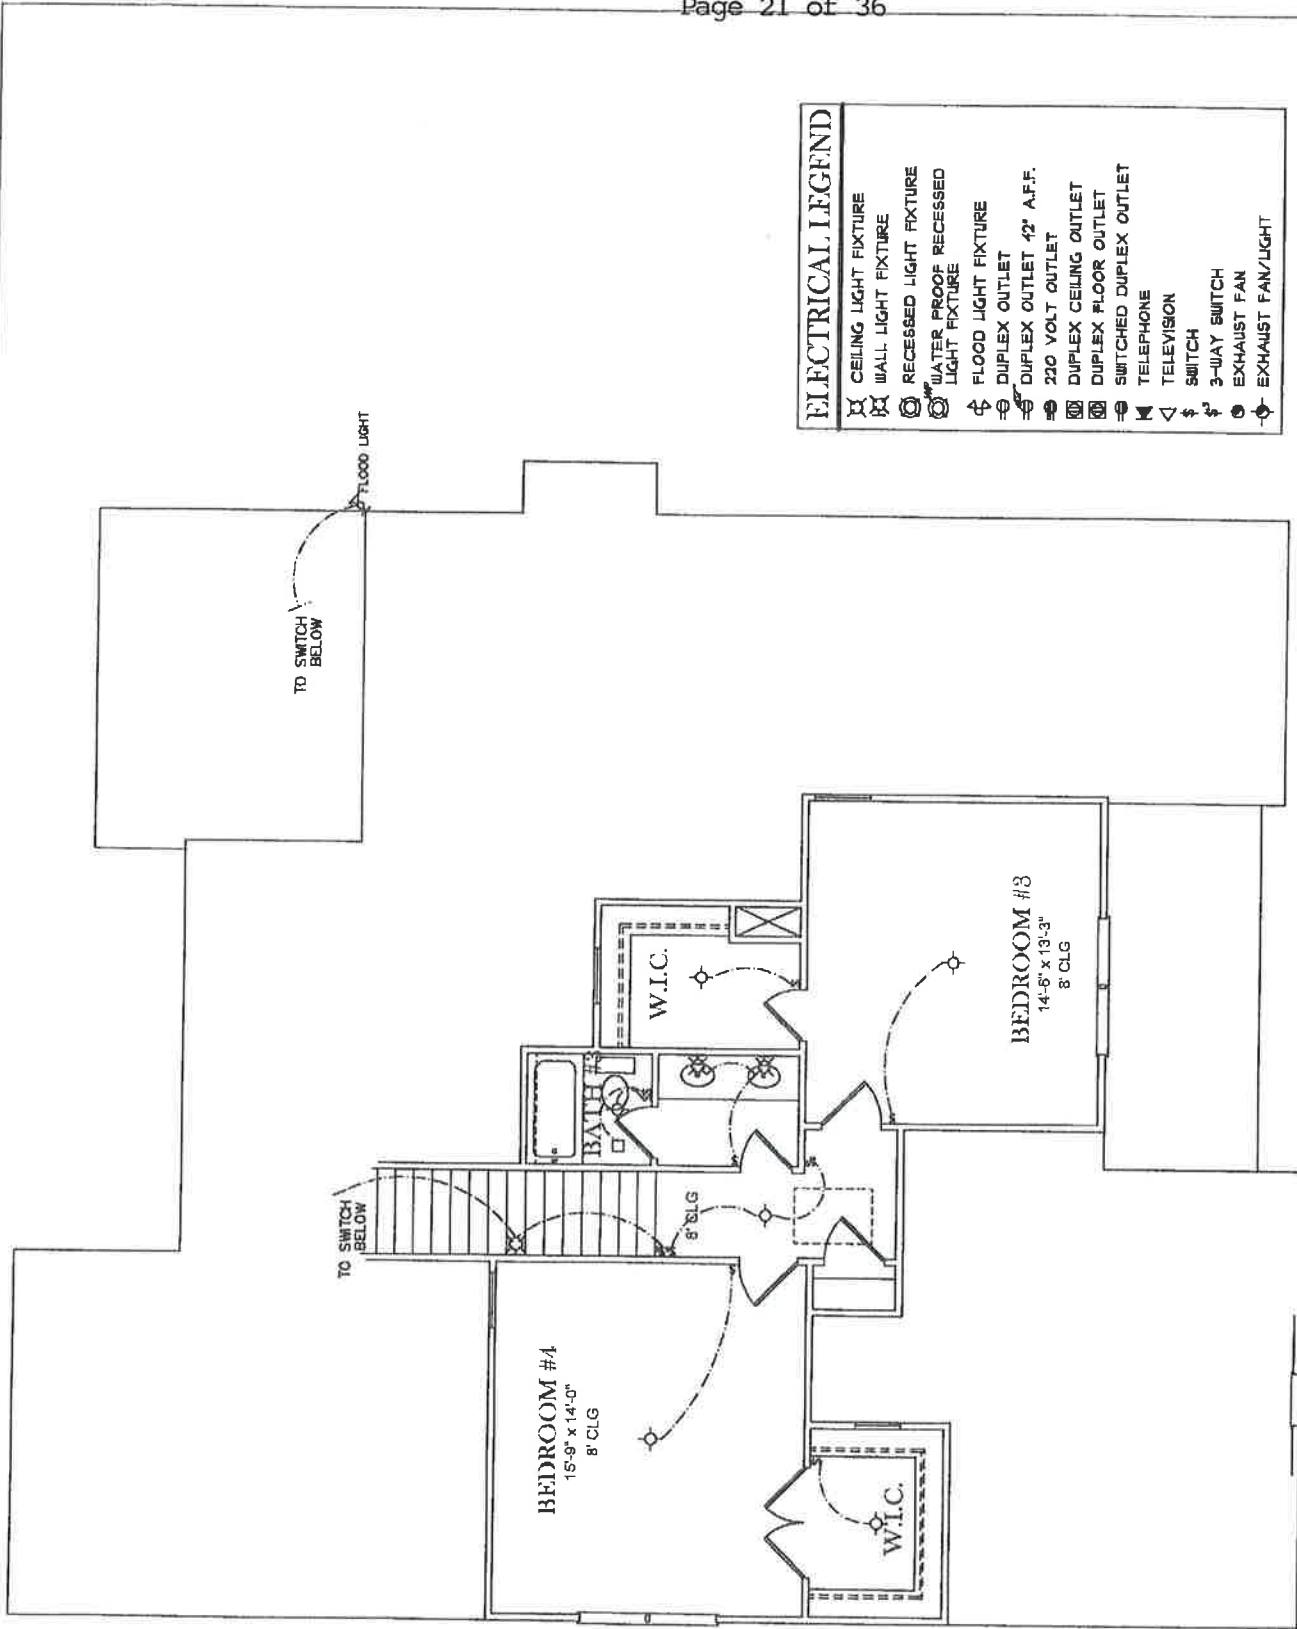 Page 21 of 36
ELECTRICAL LEGEND
CEILING LIGHT FIXTURE
WALL LIGHT FIXTURE
RECESSED LIGHT FIXTURE
WP
WATER PROOF RECESSED
LIGHT FIXTURE
FLOOD LIGHT FIXTURE
DUPLEX OUTLET
DUPLEX OUTLET 42" A.F.F.
220 VOLT OUTLET
DUPLEX CEILING OUTLET
DUPLEX FLOOR OUTLET
SWITCHED DUPLEX OUTLET
TELEPHONE
TELEVISION
$ SWITCH
$3 3-WAY SWITCH
EXHAUST FAN
EXHAUST FAN/LIGHT
FLOOD LIGHT
TO SWITCH
BELOW
TO SWITCH
BELOW
W.I.C.
BATH #3
8' CLG
BEDROOM #3
14'-6" x 13'-3"
8' CLG
BEDROOM #4
15'-9" x 14'-0"
8' CLG
W.I.C.